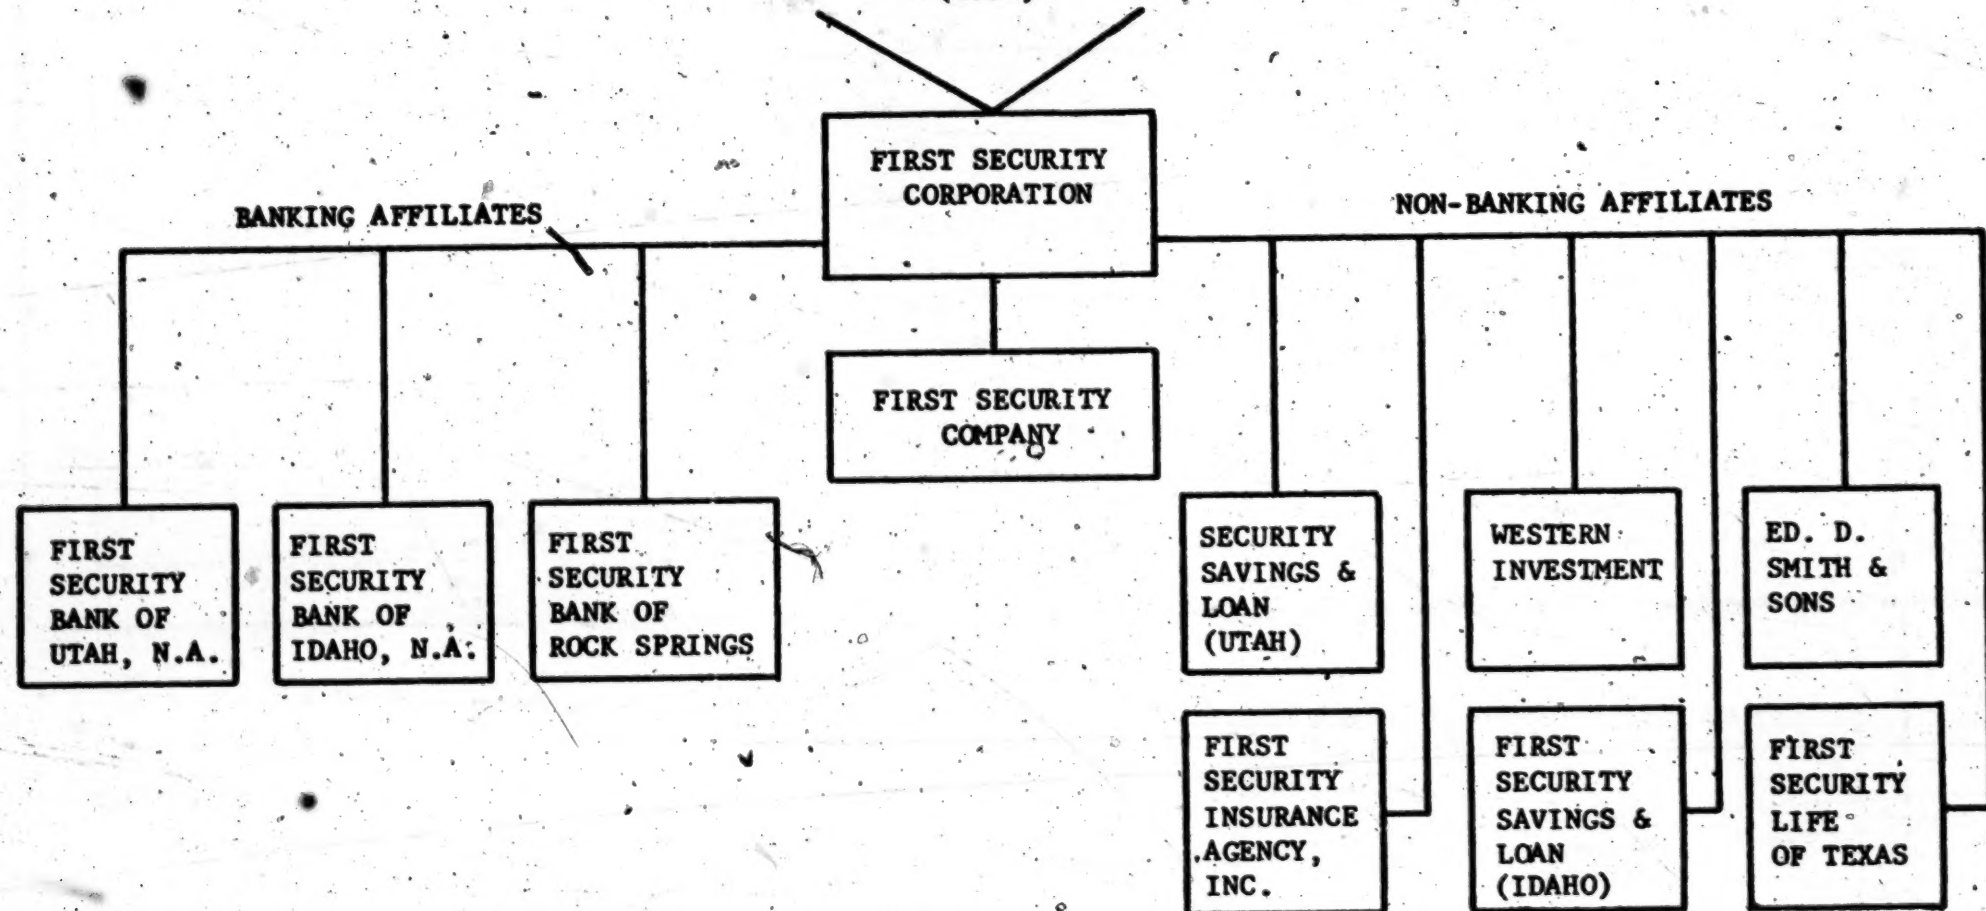 FIRST SECURITY
CORPORATION
BANKING AFFILIATES
NON-BANKING AFFILIATES
FIRST SECURITY
COMPANY
FIRST
SECURITY
BANK OF
UTAH, N.A.
FIRST
SECURITY
BANK OF
IDAHO, N.A.
FIRST
SECURITY
BANK OF
ROCK SPRINGS
SECURITY
SAVINGS &
LOAN
(UTAH)
WESTERN
INVESTMENT
ED. D.
SMITH &
SONS
FIRST
SECURITY
INSURANCE
AGENCY,
INC.
FIRST
SECURITY
SAVINGS &
LOAN
(IDAHO)
FIRST
SECURITY
LIFE
OF TEXAS